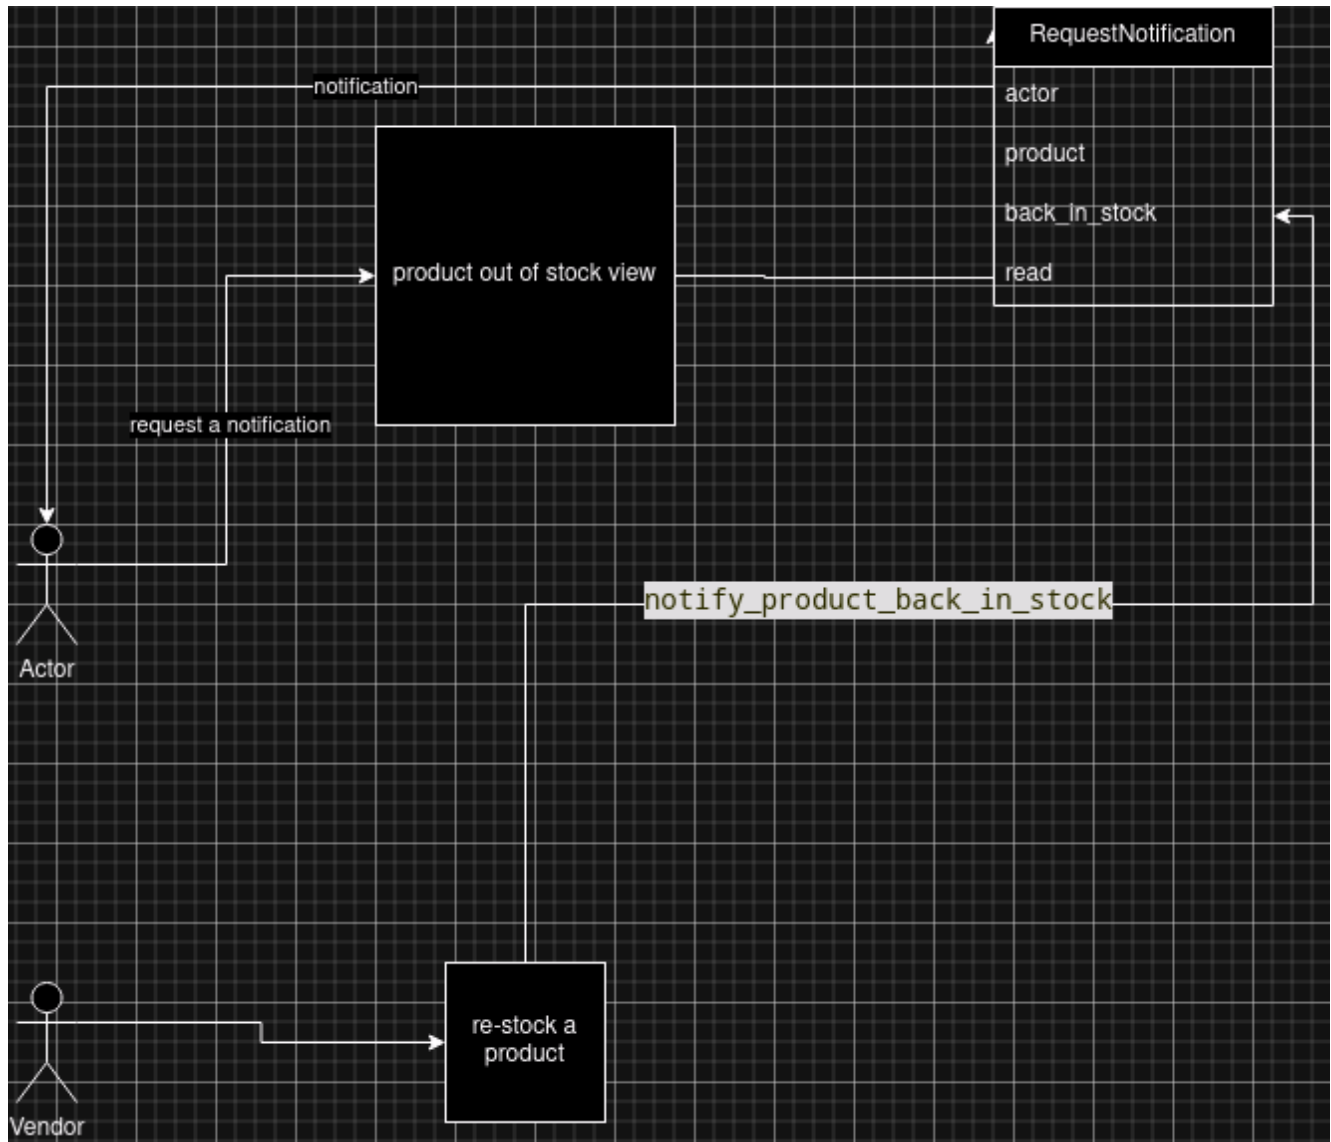 RequestNotification
notification
actor
product
back_in_stock
product out of stock view
read
request a notification
notify_product_back_in_stock
Actor
re-stock a
product
Vendor